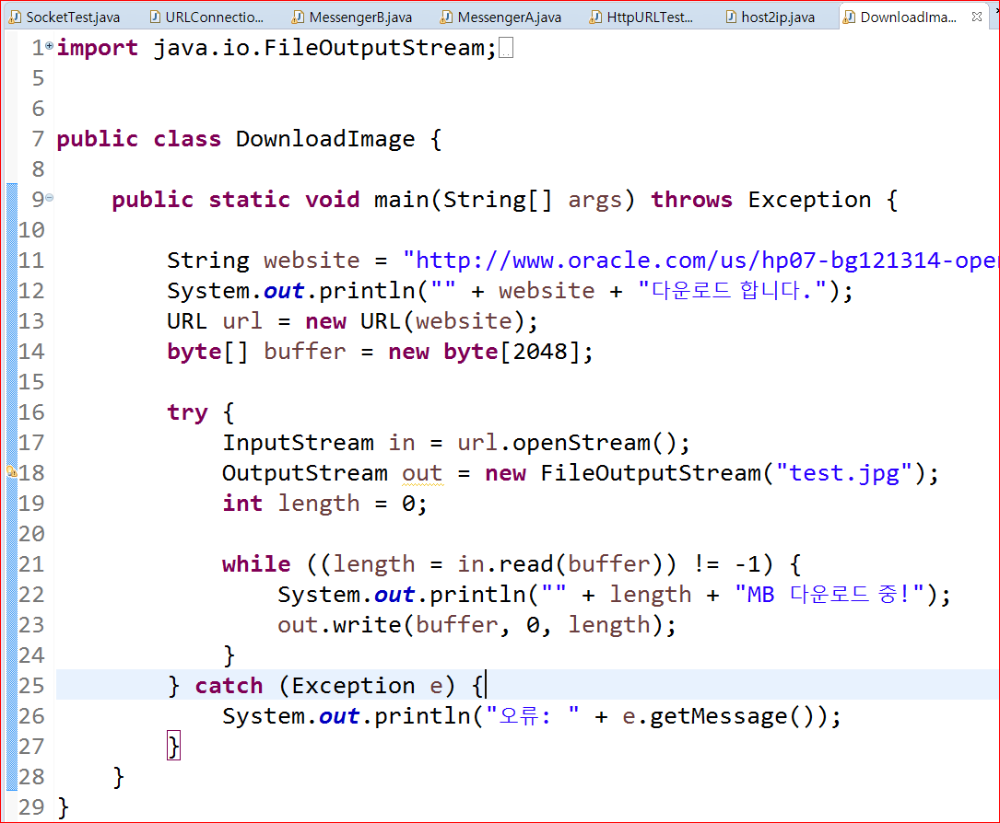 SocketTest.java URLConnectio... MessengerB.java MessengerA.java HttpURLTest... host2ip.java DownloadIma...
1 import java.io.FileOutputStream;
5
6
7 public class DownloadImage {
8
9 public static void main(String[] args) throws Exception {
10
11 String website = "http://www.oracle.com/us/hp07-bg121314-oper
12 System.out.println("" + website + "다운로드 합니다.");
13 URL url = new URL(website);
14 byte[] buffer = new byte[2048];
15
16 try {
17 InputStream in = url.openStream();
18 OutputStream out = new FileOutputStream("test.jpg");
19 int length = 0;
20
21 while ((length = in.read(buffer)) != -1) {
22 System.out.println("" + length + "MB 다운로드 중!");
23 out.write(buffer, 0, length);
24 }
25 } catch (Exception e) {
26 System.out.println("오류: " + e.getMessage());
27 }
28 }
29 }